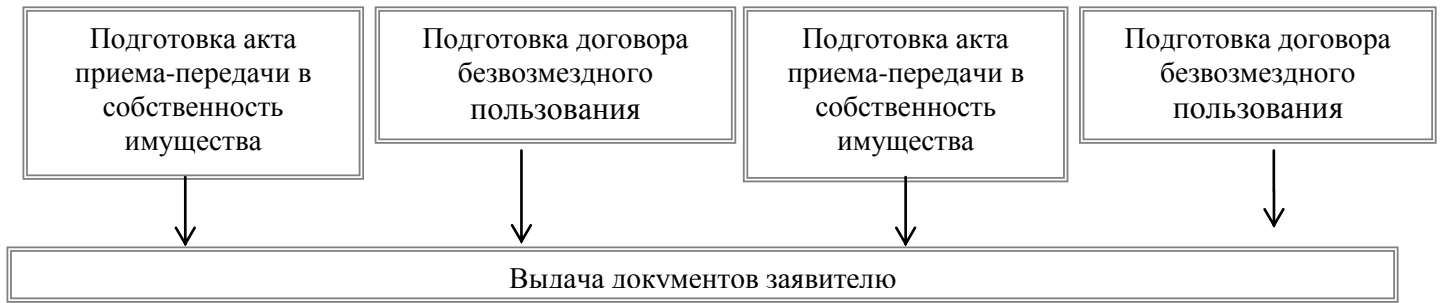 Подготовка акта
приема-передачи в
собственность
имущества
Подготовка договора
безвозмездного
пользования
Подготовка акта
приема-передачи в
собственность
имущества
Подготовка договора
безвозмездного
пользования
Выдача документов заявителю